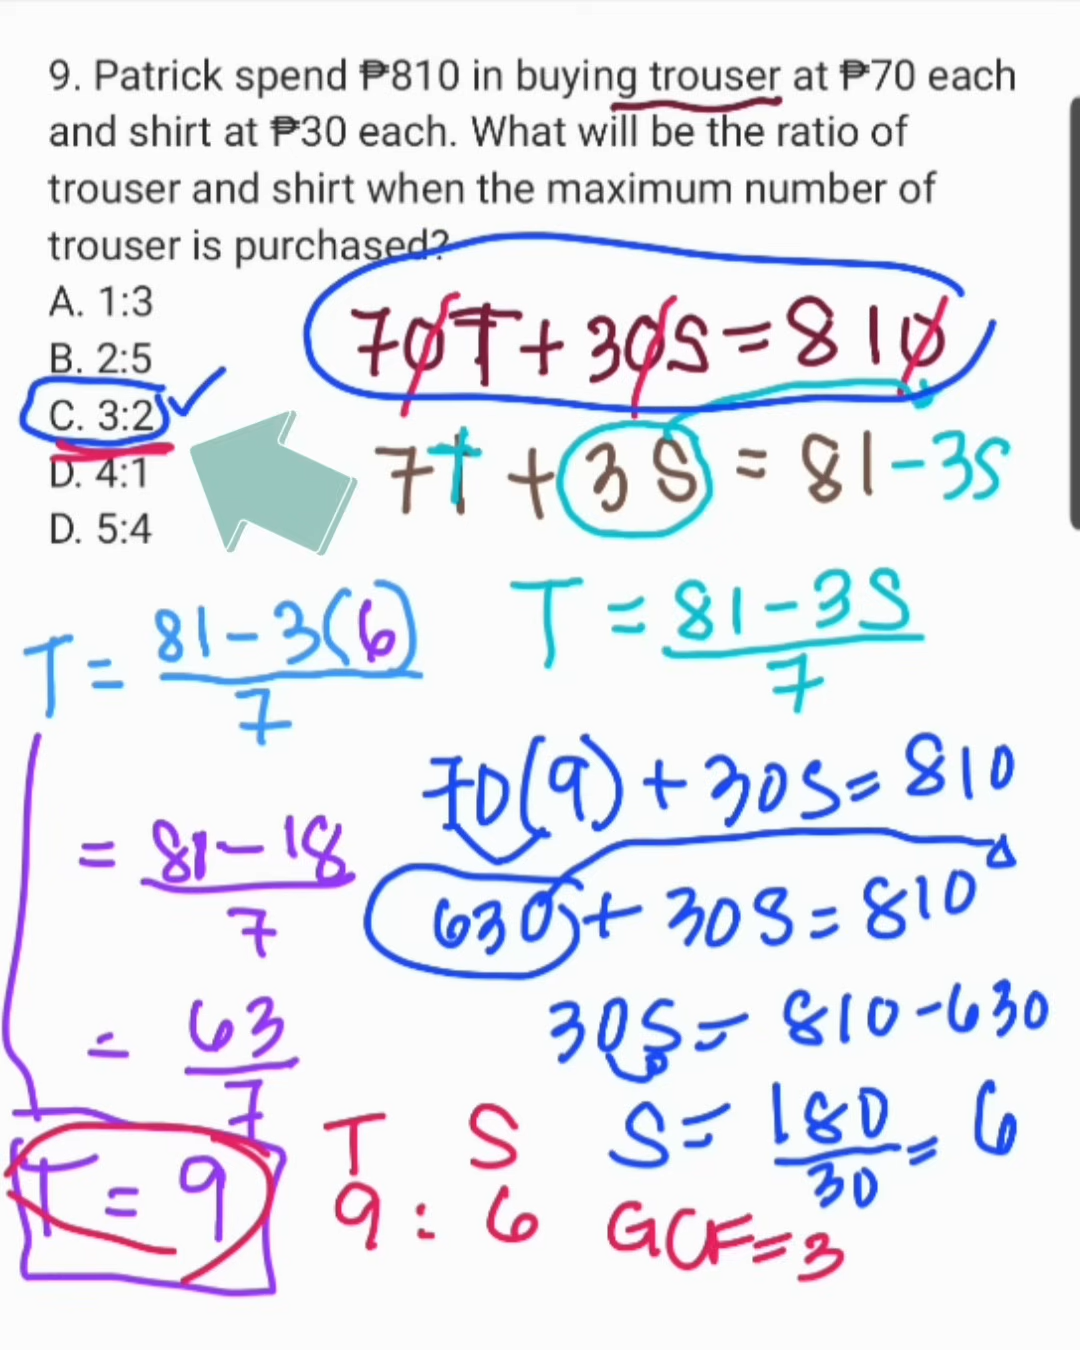 9. Patrick spend ₱810 in buying trouser at ₱70 each
and shirt at ₱30 each. What will be the ratio of
trouser and shirt when the maximum number of
trouser is purchased?
A. 1:3
B. 2:5
C. 3:2
D. 4:1
D. 5:4
70T + 30S = 810
7T + 3S = 81 - 3S
T = 81 - 3S
7
T = 81 - 3(6)
7
= 81 - 18
7
= 63
7
T = 9
70(9) + 30S = 810
630 + 30S = 810
30S = 810 - 630
S = 180 = 6
30
T S
9 : 6 GCF = 3